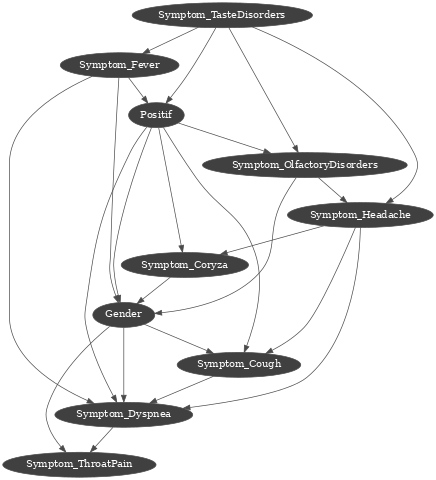 Symptom_TasteDisorders
Symptom_Fever
Positif
Symptom_OlfactoryDisorders
Symptom_Headache
Symptom_Coryza
Gender
Symptom_Cough
Symptom_Dyspnea
Symptom_ThroatPain